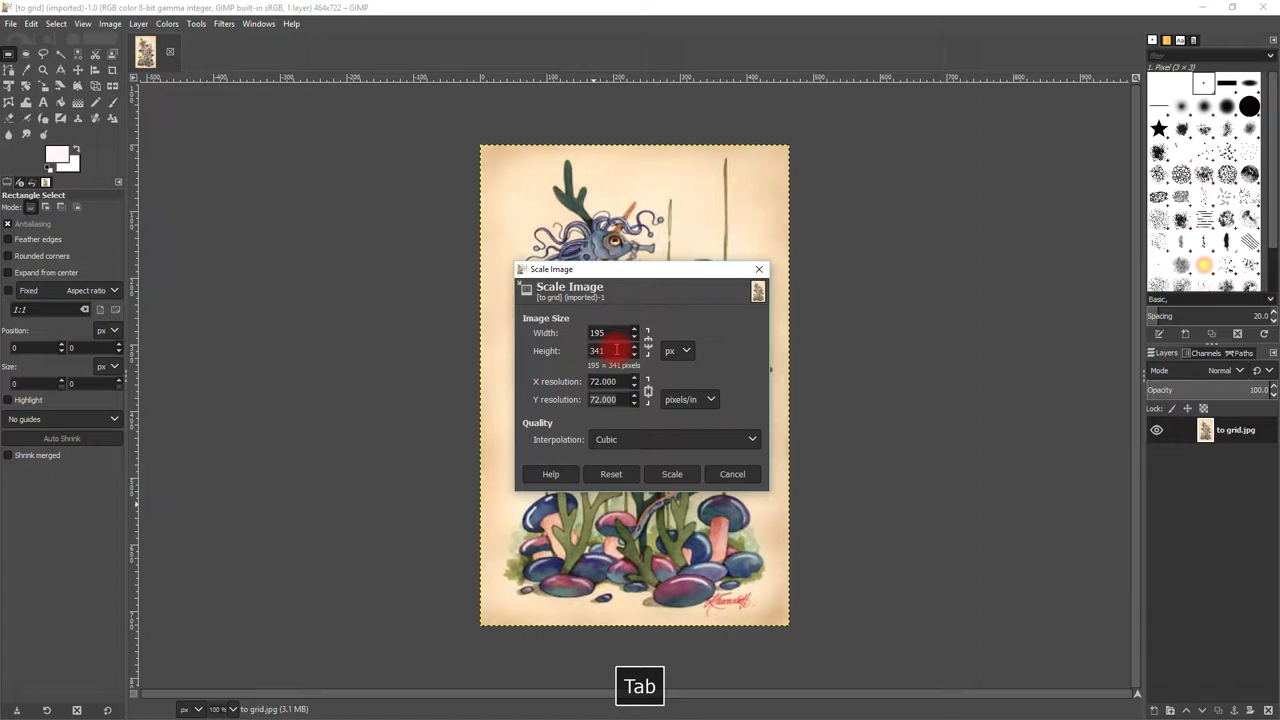 [to grid] (imported)-1.0 (RGB color 8-bit gamma integer, GIMP built-in sRGB, 1 layer) 464x722 – GIMP
File Edit Select View Image Layer Colors Tools Filters Windows Help
Rectangle Select
Mode:
Antialiasing
Feather edges
Rounded corners
Expand from center
Fixed Aspect ratio
1:1
Position: px
0 0
Size: px
0 0
Highlight
No guides
Auto Shrink
Shrink merged
Scale Image
Scale Image
[to grid] (imported)-1
Image Size
Width: 195
Height: 341 px
195 × 341 pixels
X resolution: 72.000
Y resolution: 72.000 pixels/in
Quality
Interpolation: Cubic
Help Reset Scale Cancel
Tab
px 100 % to grid.jpg (3.1 MB)
filter
1. Pixel (3 × 3)
Basic,
Spacing 20.0
Layers Channels Paths
Mode Normal
Opacity 100.0
Lock:
to grid.jpg